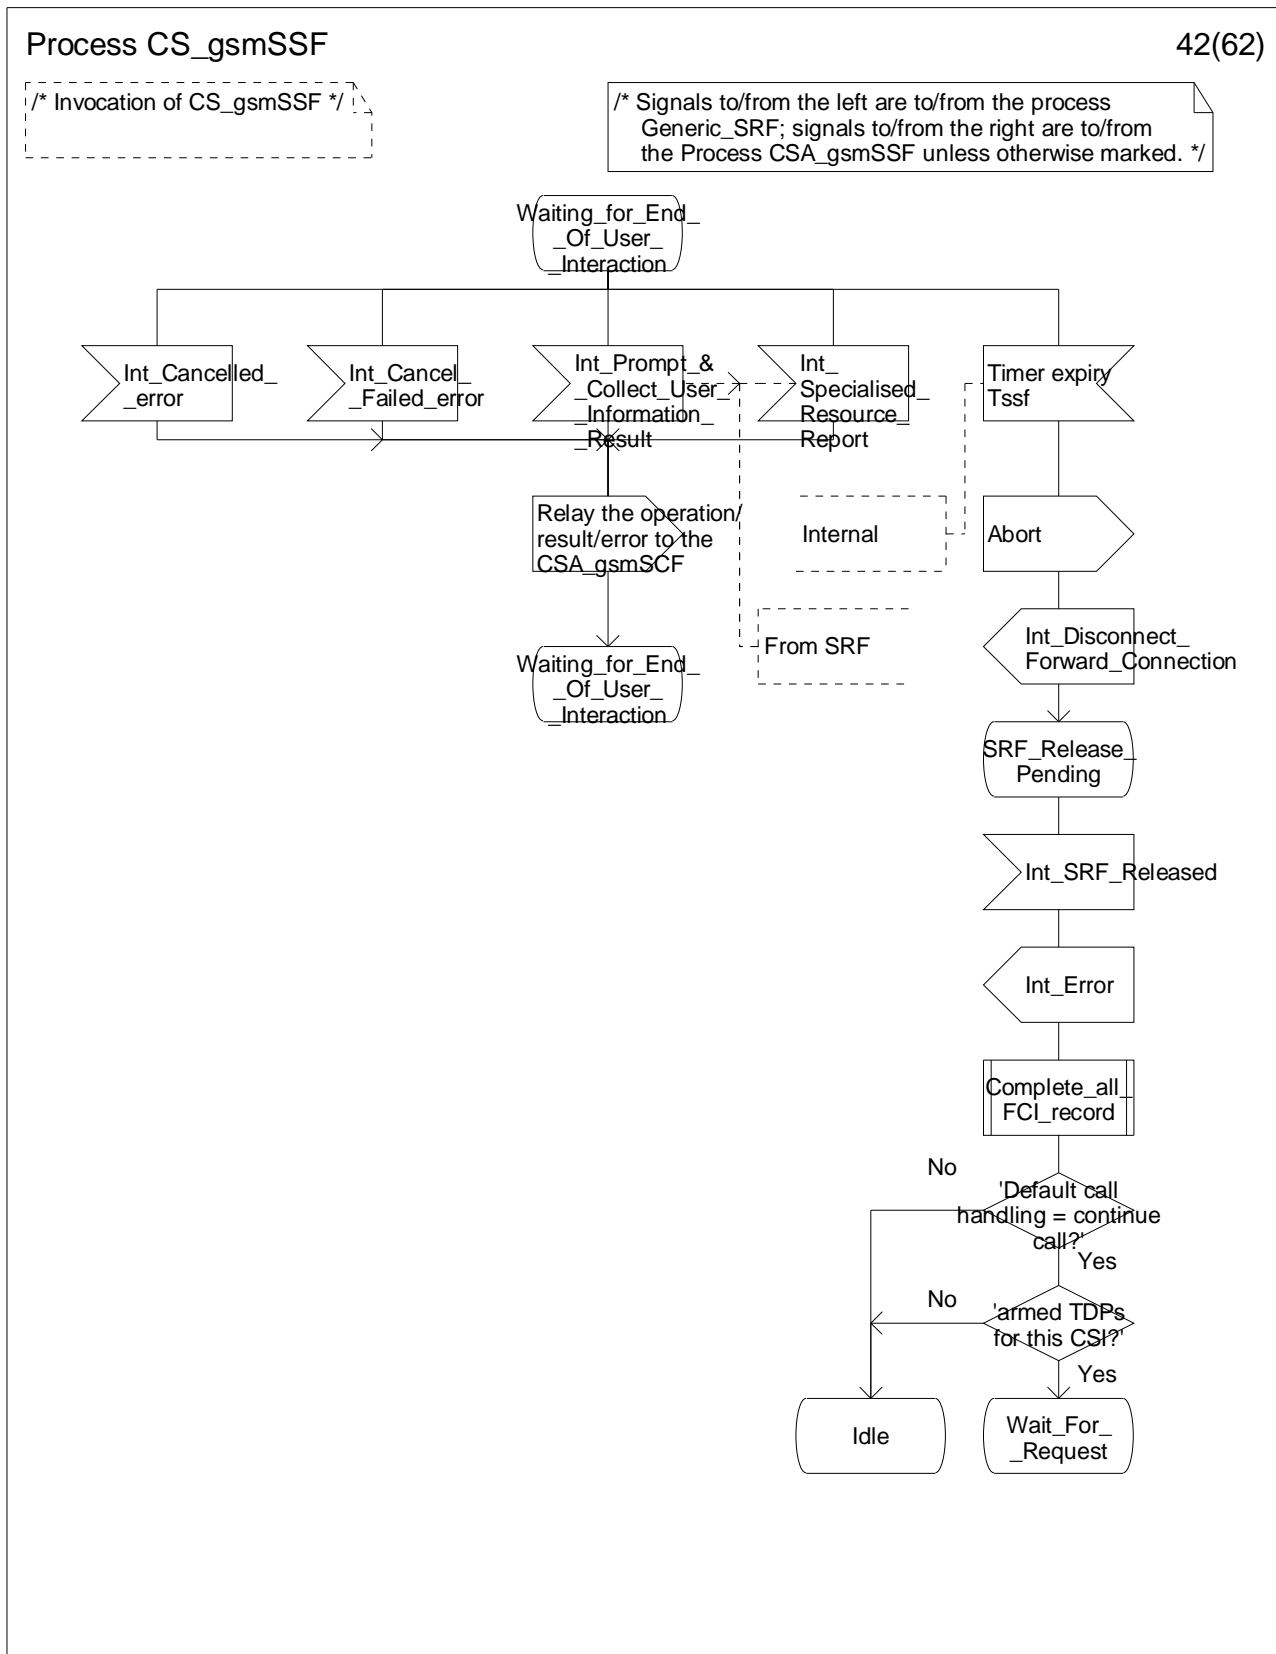 Process CS_gsmSSF
42(62)
/* Invocation of CS_gsmSSF */
/* Signals to/from the left are to/from the process
Generic_SRF; signals to/from the right are to/from
the Process CSA_gsmSSF unless otherwise marked. */
Waiting_for_End_
_Of_User_
_Interaction
Int_Cancelled_
_error
Int_Cancel_
_Failed_error
Int_Prompt_&
_Collect_User_
_Information_
_Result
Int_
Specialised_
Resource_
Report
Timer expiry
Tssf
Relay the operation/
result/error to the
CSA_gsmSCF
Internal
Abort
From SRF
Int_Disconnect_
Forward_Connection
Waiting_for_End_
_Of_User_
_Interaction
SRF_Release_
Pending
Int_SRF_Released
Int_Error
Complete_all_
FCI_record
No
'Default call
handling = continue
call?'
Yes
No
'armed TDPs
for this CSI?'
Yes
Idle
Wait_For_
_Request